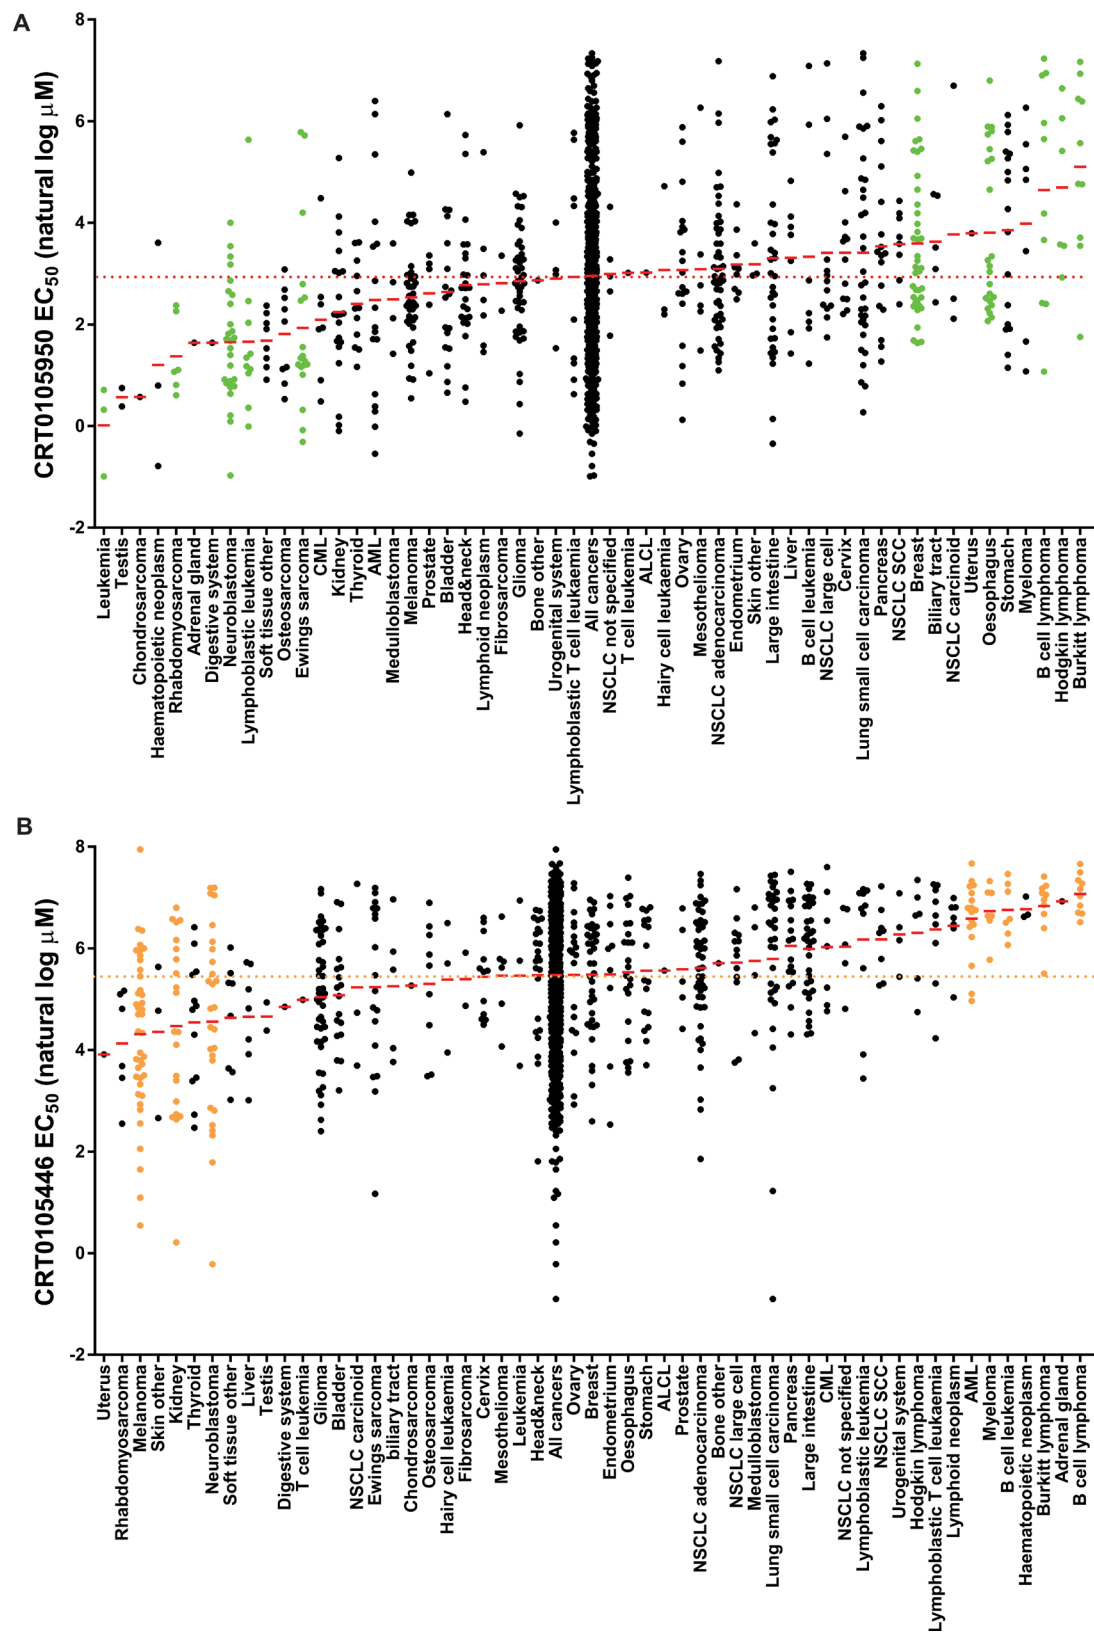 A
CRT0105950 EC50 (natural log μM)
8
6
4
2
0
-2
Leukemia
Testis
Chondrosarcoma
Haematopoietic neoplasm
Rhabdomyosarcoma
Adrenal gland
Digestive system
Neuroblastoma
Lymphoblastic leukemia
Soft tissue other
Osteosarcoma
Ewings sarcoma
CML
Kidney
Thyroid
AML
Medulloblastoma
Melanoma
Prostate
Bladder
Head&neck
Lymphoid neoplasm
Fibrosarcoma
Glioma
Bone other
Urogenital system
Lymphoblastic T cell leukaemia
All cancers
NSCLC not specified
T cell leukemia
ALCL
Hairy cell leukaemia
Ovary
Mesothelioma
NSCLC adenocarcinoma
Endometrium
Skin other
Large intestine
Liver
B cell leukemia
NSCLC large cell
Cervix
Lung small cell carcinoma
Pancreas
NSCLC SCC
Breast
Biliary tract
NSCLC carcinoid
Uterus
Oesophagus
Stomach
Myeloma
B cell lymphoma
Hodgkin lymphoma
Burkitt lymphoma
B
CRT0105446 EC50 (natural log μM)
8
6
4
2
0
-2
Uterus
Rhabdomyosarcoma
Melanoma
Skin other
Kidney
Thyroid
Neuroblastoma
Soft tissue other
Liver
Testis
Digestive system
T cell leukemia
Glioma
Bladder
NSCLC carcinoid
Ewings sarcoma
biliary tract
Chondrosarcoma
Osteosarcoma
Hairy cell leukaemia
Fibrosarcoma
Cervix
Mesothelioma
Leukemia
Head&neck
All cancers
Ovary
Breast
Endometrium
Oesophagus
Stomach
ALCL
Prostate
NSCLC adenocarcinoma
Bone other
NSCLC large cell
Medulloblastoma
Lung small cell carcinoma
Pancreas
Large intestine
CML
NSCLC not specified
Lymphoblastic leukemia
NSCLC SCC
Urogenital system
Hodgkin lymphoma
Lymphoblastic T cell leukaemia
Lymphoid neoplasm
AML
Myeloma
B cell leukemia
Haematopoietic neoplasm
Burkitt lymphoma
Adrenal gland
B cell lymphoma